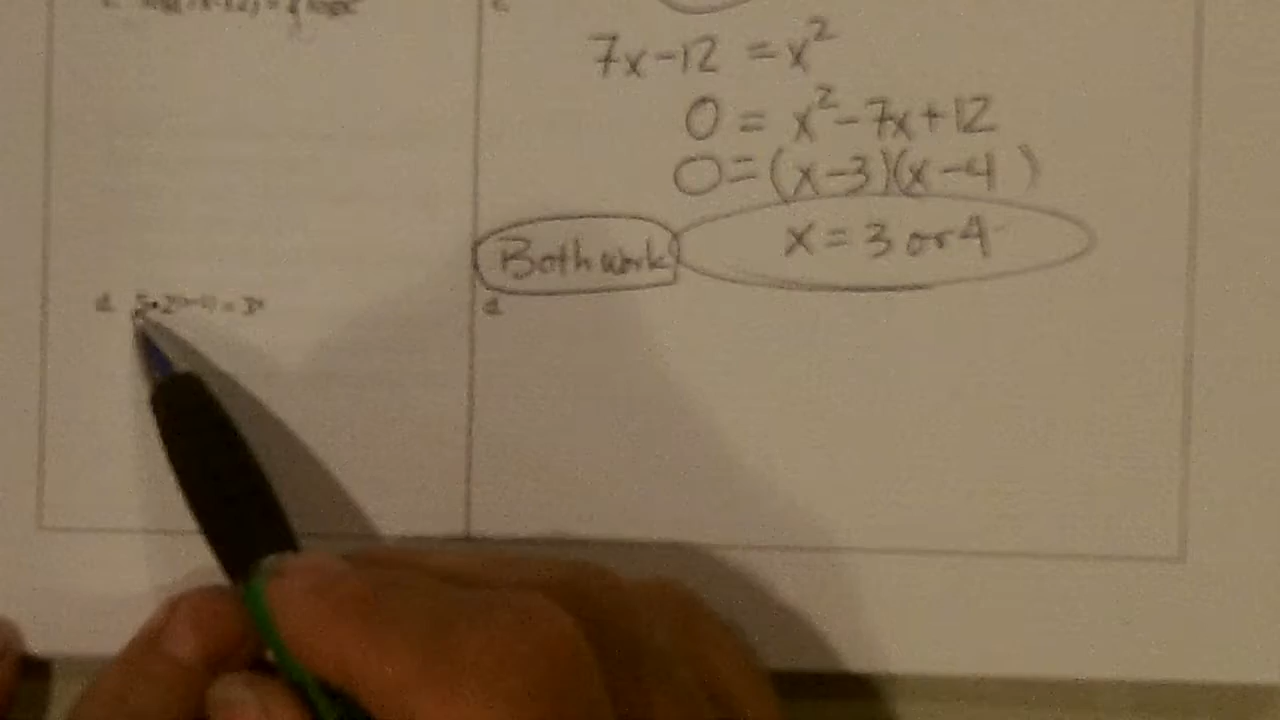 c
c
7x-12 = x²
0 = x²-7x+12
0=(x-3)(x-4)
Both work
x = 3 or 4
d
d